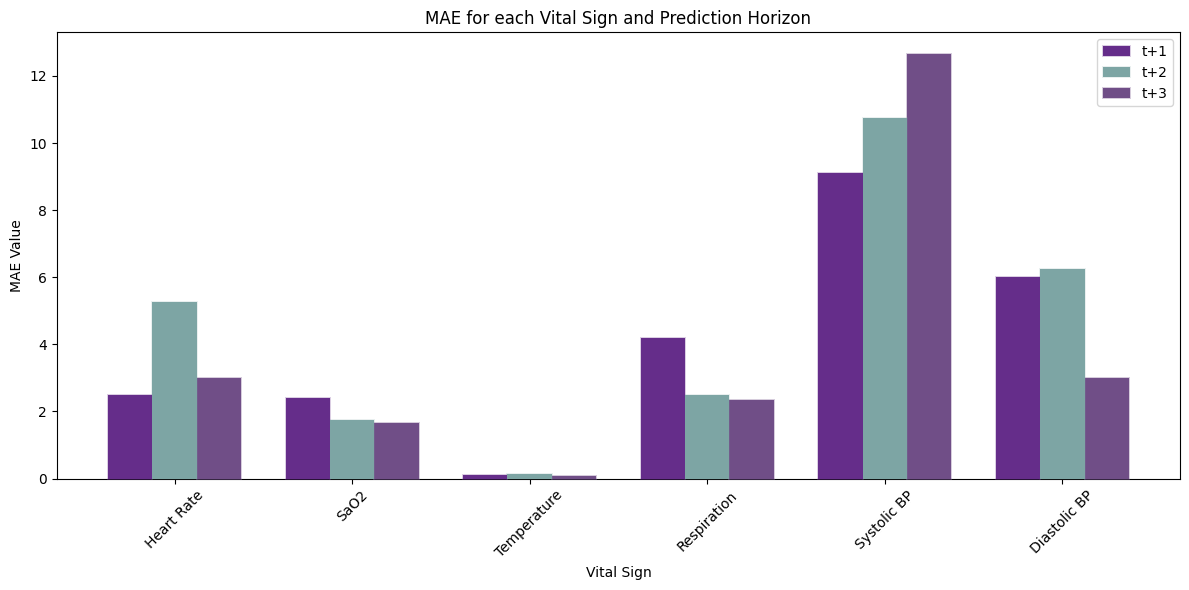 MAE for each Vital Sign and Prediction Horizon
t+1
t+2
t+3
MAE Value
12
10
8
6
4
2
0
Heart Rate
SaO2
Temperature
Respiration
Systolic BP
Diastolic BP
Vital Sign